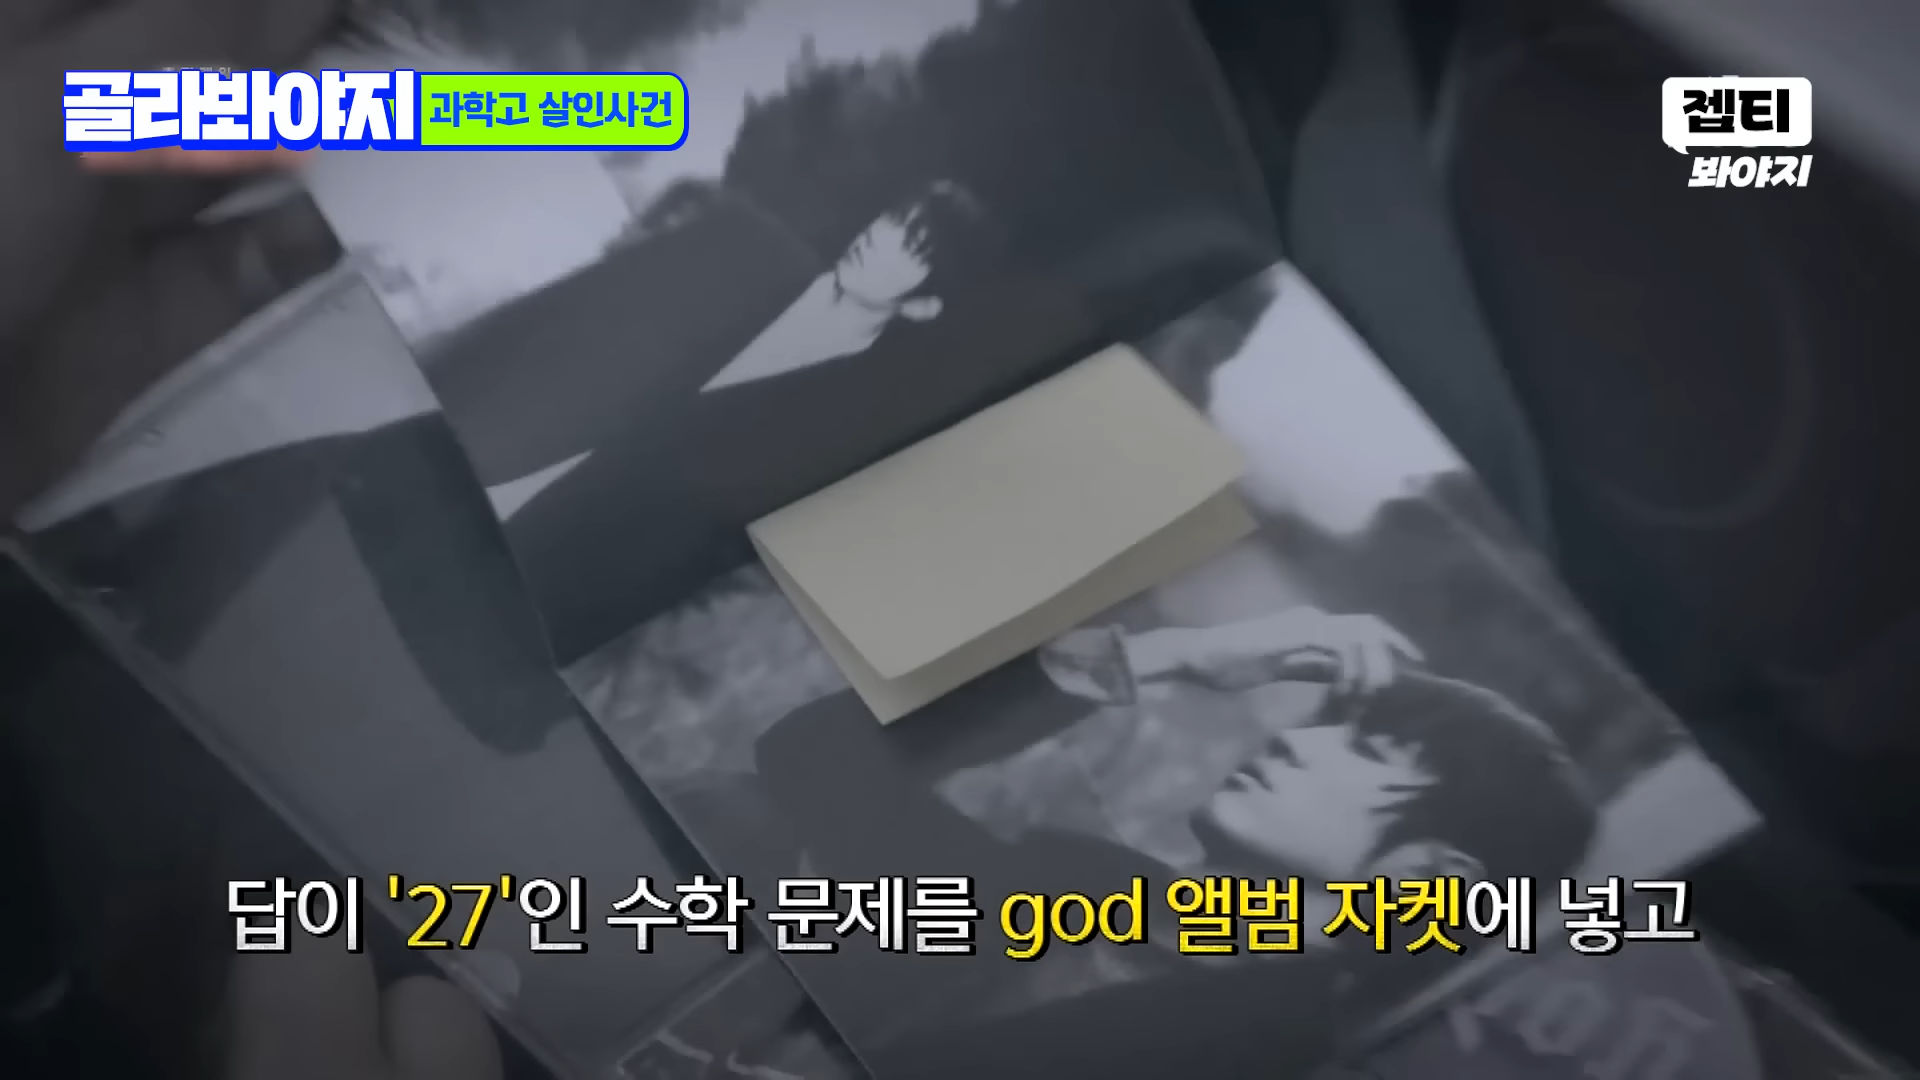 골라봐야지 과학고 살인사건
젭티
봐야지
답이 '27'인 수학 문제를 god 앨범 자켓에 넣고